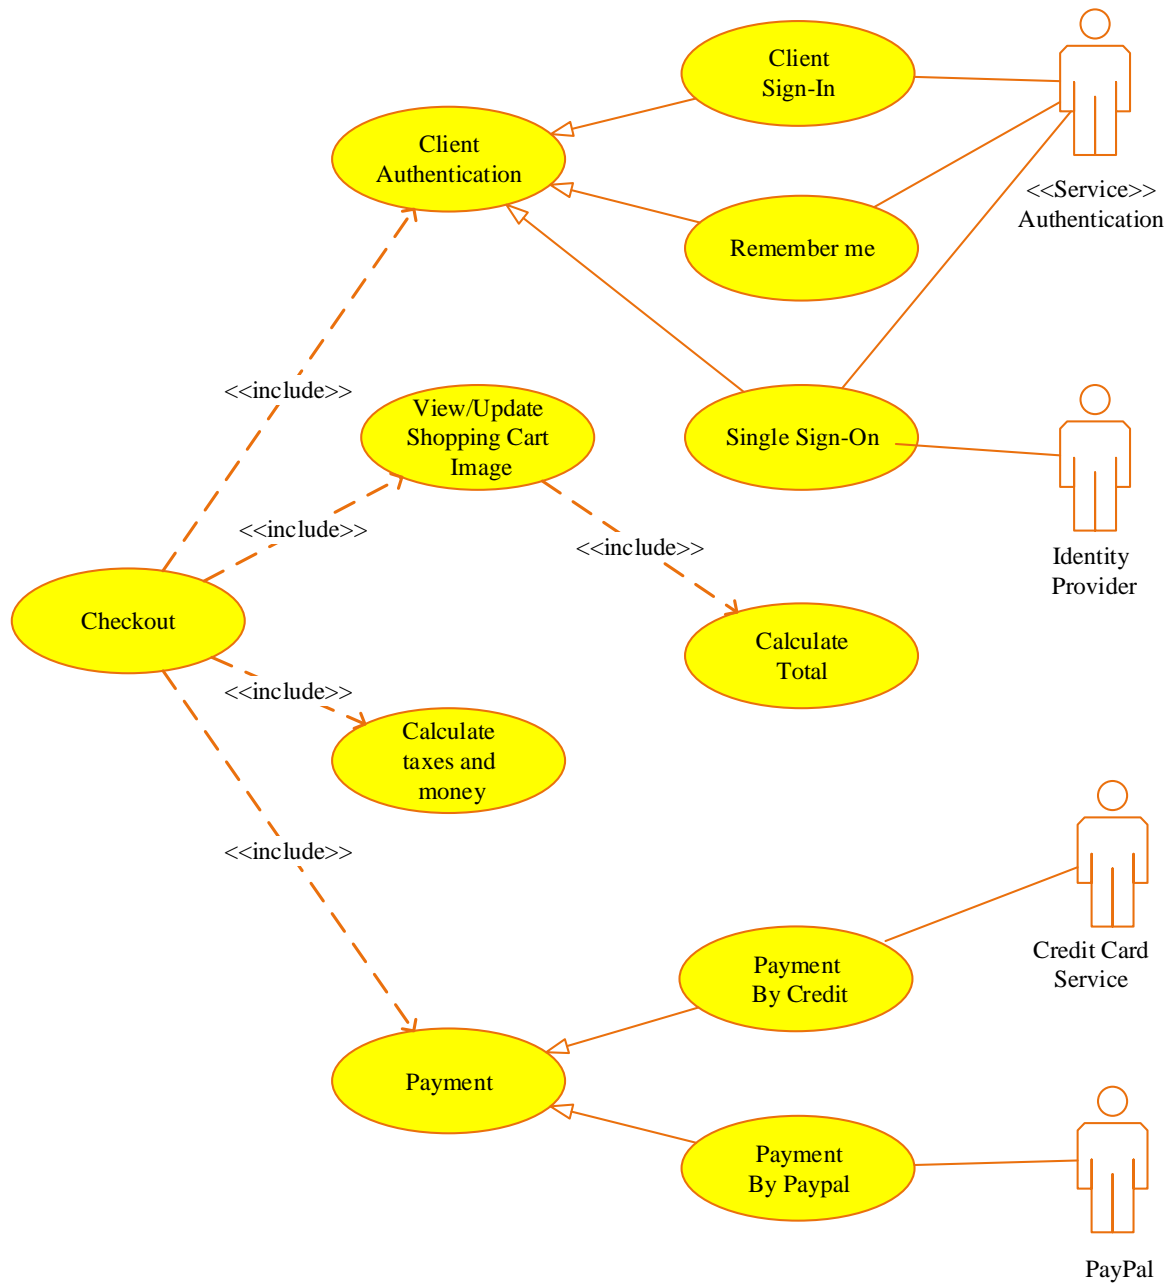 Client
Sign-In
Client
Authentication
<<Service>>
Authentication
Remember me
<<include>>
View/Update
Shopping Cart
Image
Single Sign-On
<<include>>
<<include>>
Identity
Provider
Checkout
Calculate
Total
<<include>>
Calculate
taxes and
money
<<include>>
Credit Card
Service
Payment
By Credit
Payment
Payment
By Paypal
PayPal